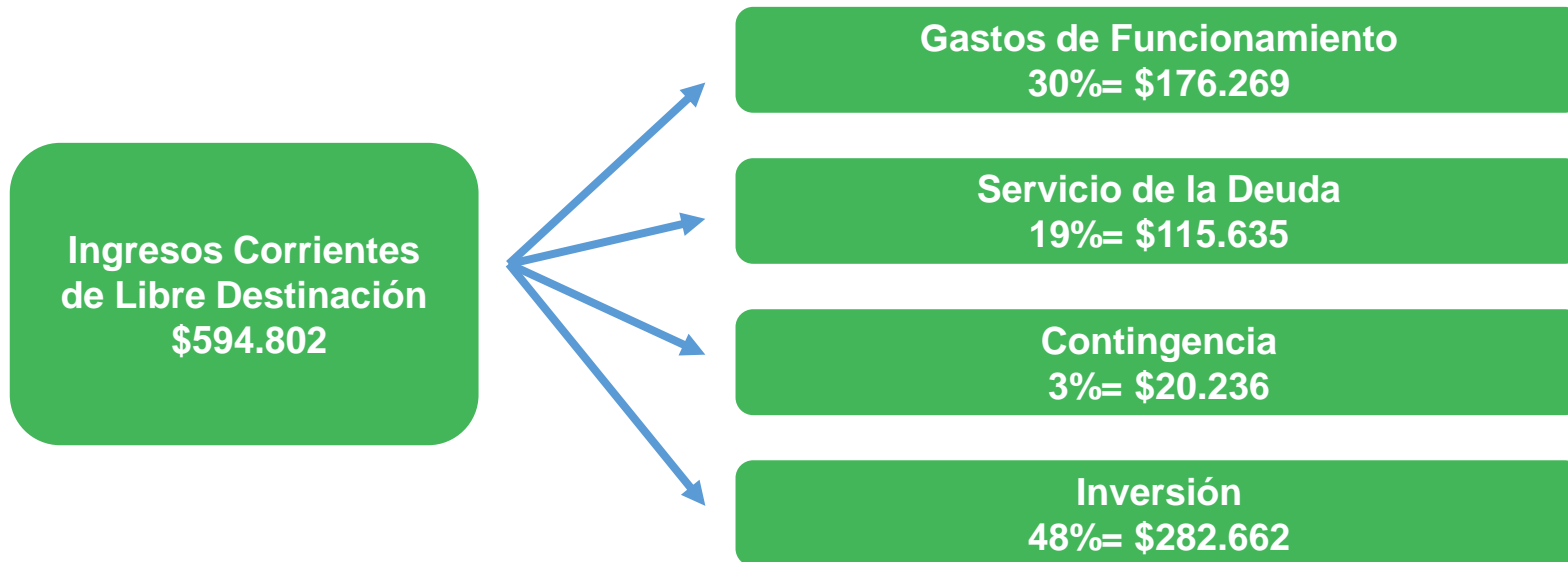 Ingresos Corrientes
de Libre Destinación
$594.802
Gastos de Funcionamiento
30%= $176.269
Servicio de la Deuda
19%= $115.635
Contingencia
3%= $20.236
Inversión
48%= $282.662